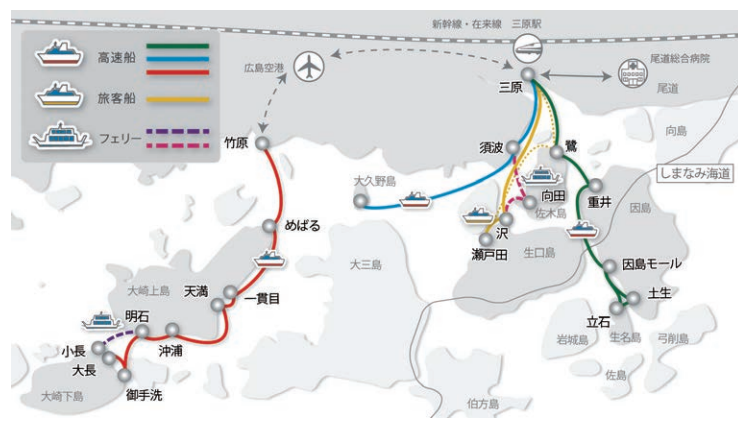 新幹線・在来線 三原駅
高速船
旅客船
フェリー
広島空港
三原
尾道総合病院
尾道
向島
竹原
須波
鷺
しまなみ海道
大久野島
向田
佐木島
重井
因島
めばる
沢
瀬戸田
生口島
大三島
因島モール
大崎上島
天満
一貫目
土生
立石
明石
小長
沖浦
大長
岩城島
生名島
弓削島
御手洗
佐島
大崎下島
伯方島